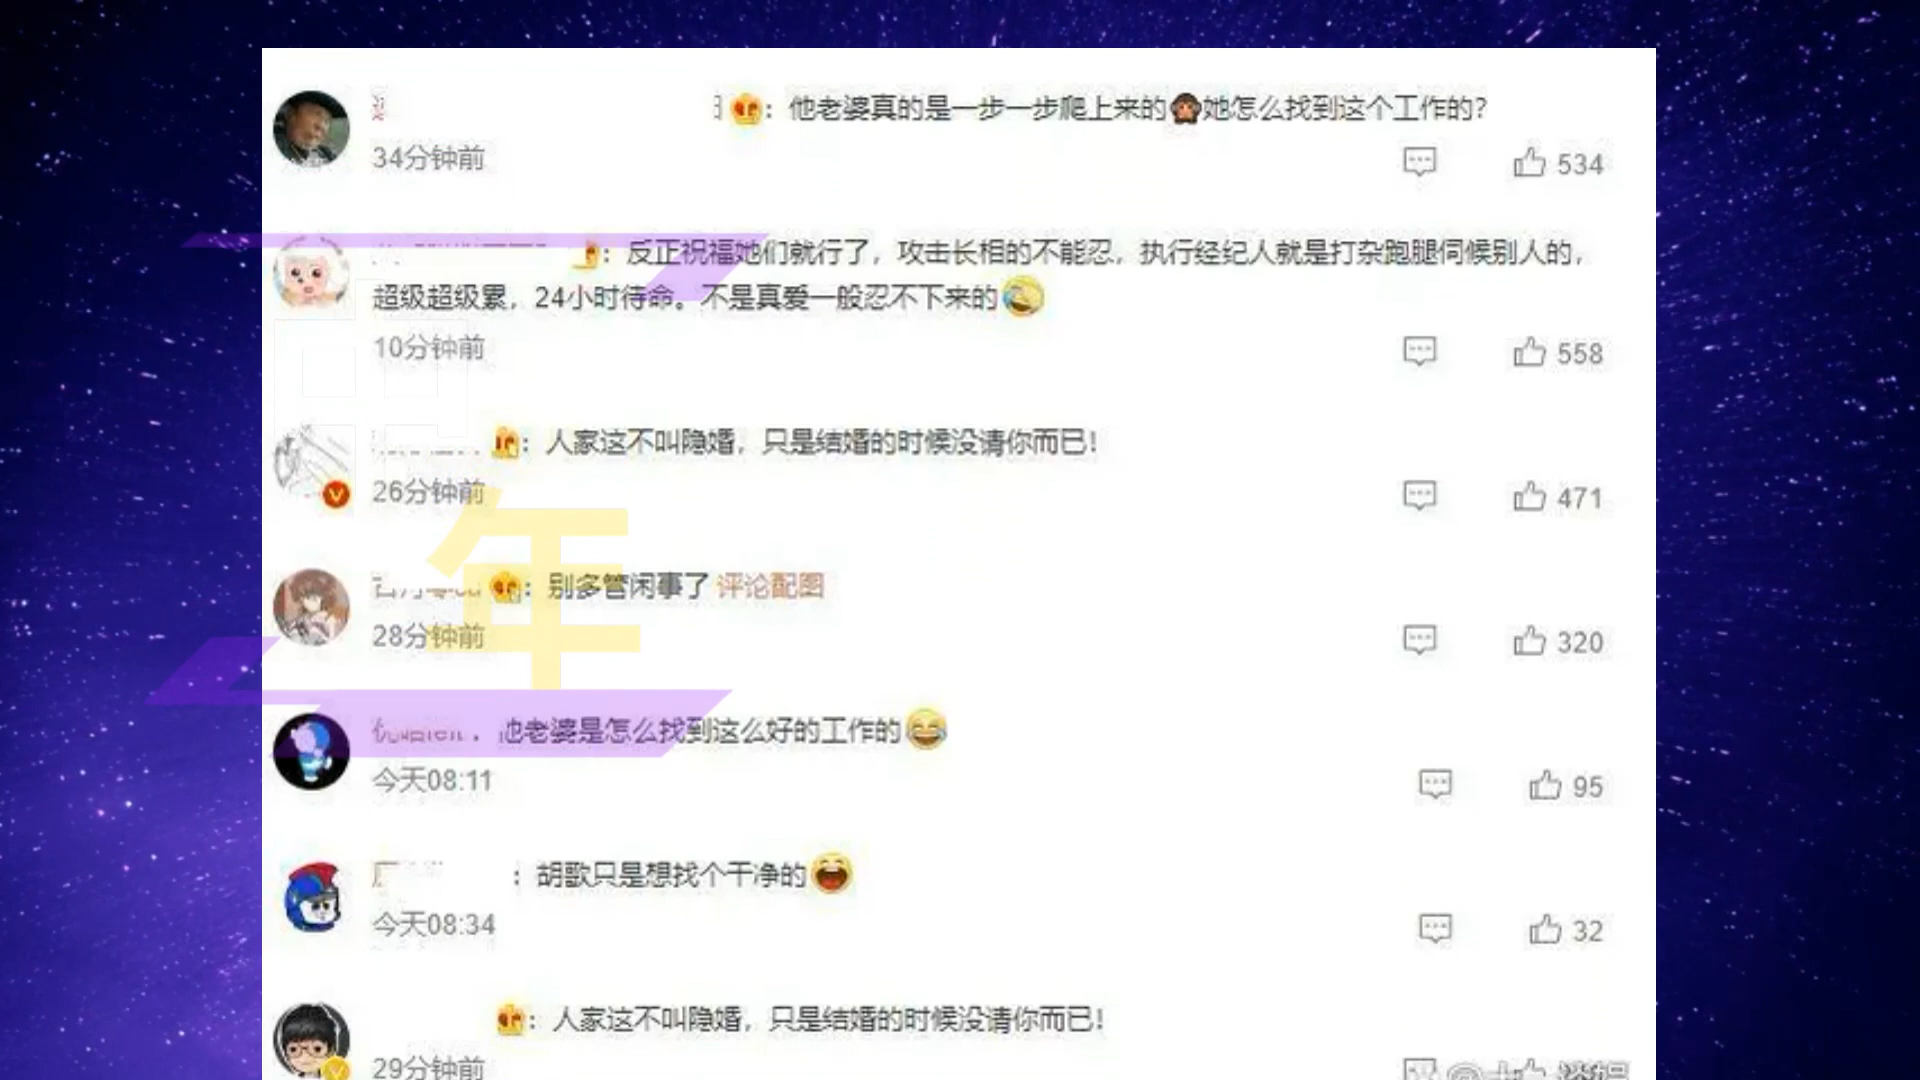 ：他老婆真的是一步一步爬上来的🙊她怎么找到这个工作的?
34分钟前
534
：反正祝福她们就行了，攻击长相的不能忍，执行经纪人就是打杂跑腿伺候别人的，
超级超级累，24小时待命。不是真爱一般忍不下来的😂
10分钟前
558
：人家这不叫隐婚，只是结婚的时候没请你而已!
26分钟前
471
年
：别多管闲事了 评论配图
28分钟前
320
他老婆是怎么找到这么好的工作的😂
今天08:11
95
：胡歌只是想找个干净的😄
今天08:34
32
：人家这不叫隐婚，只是结婚的时候没请你而已!
29分钟前